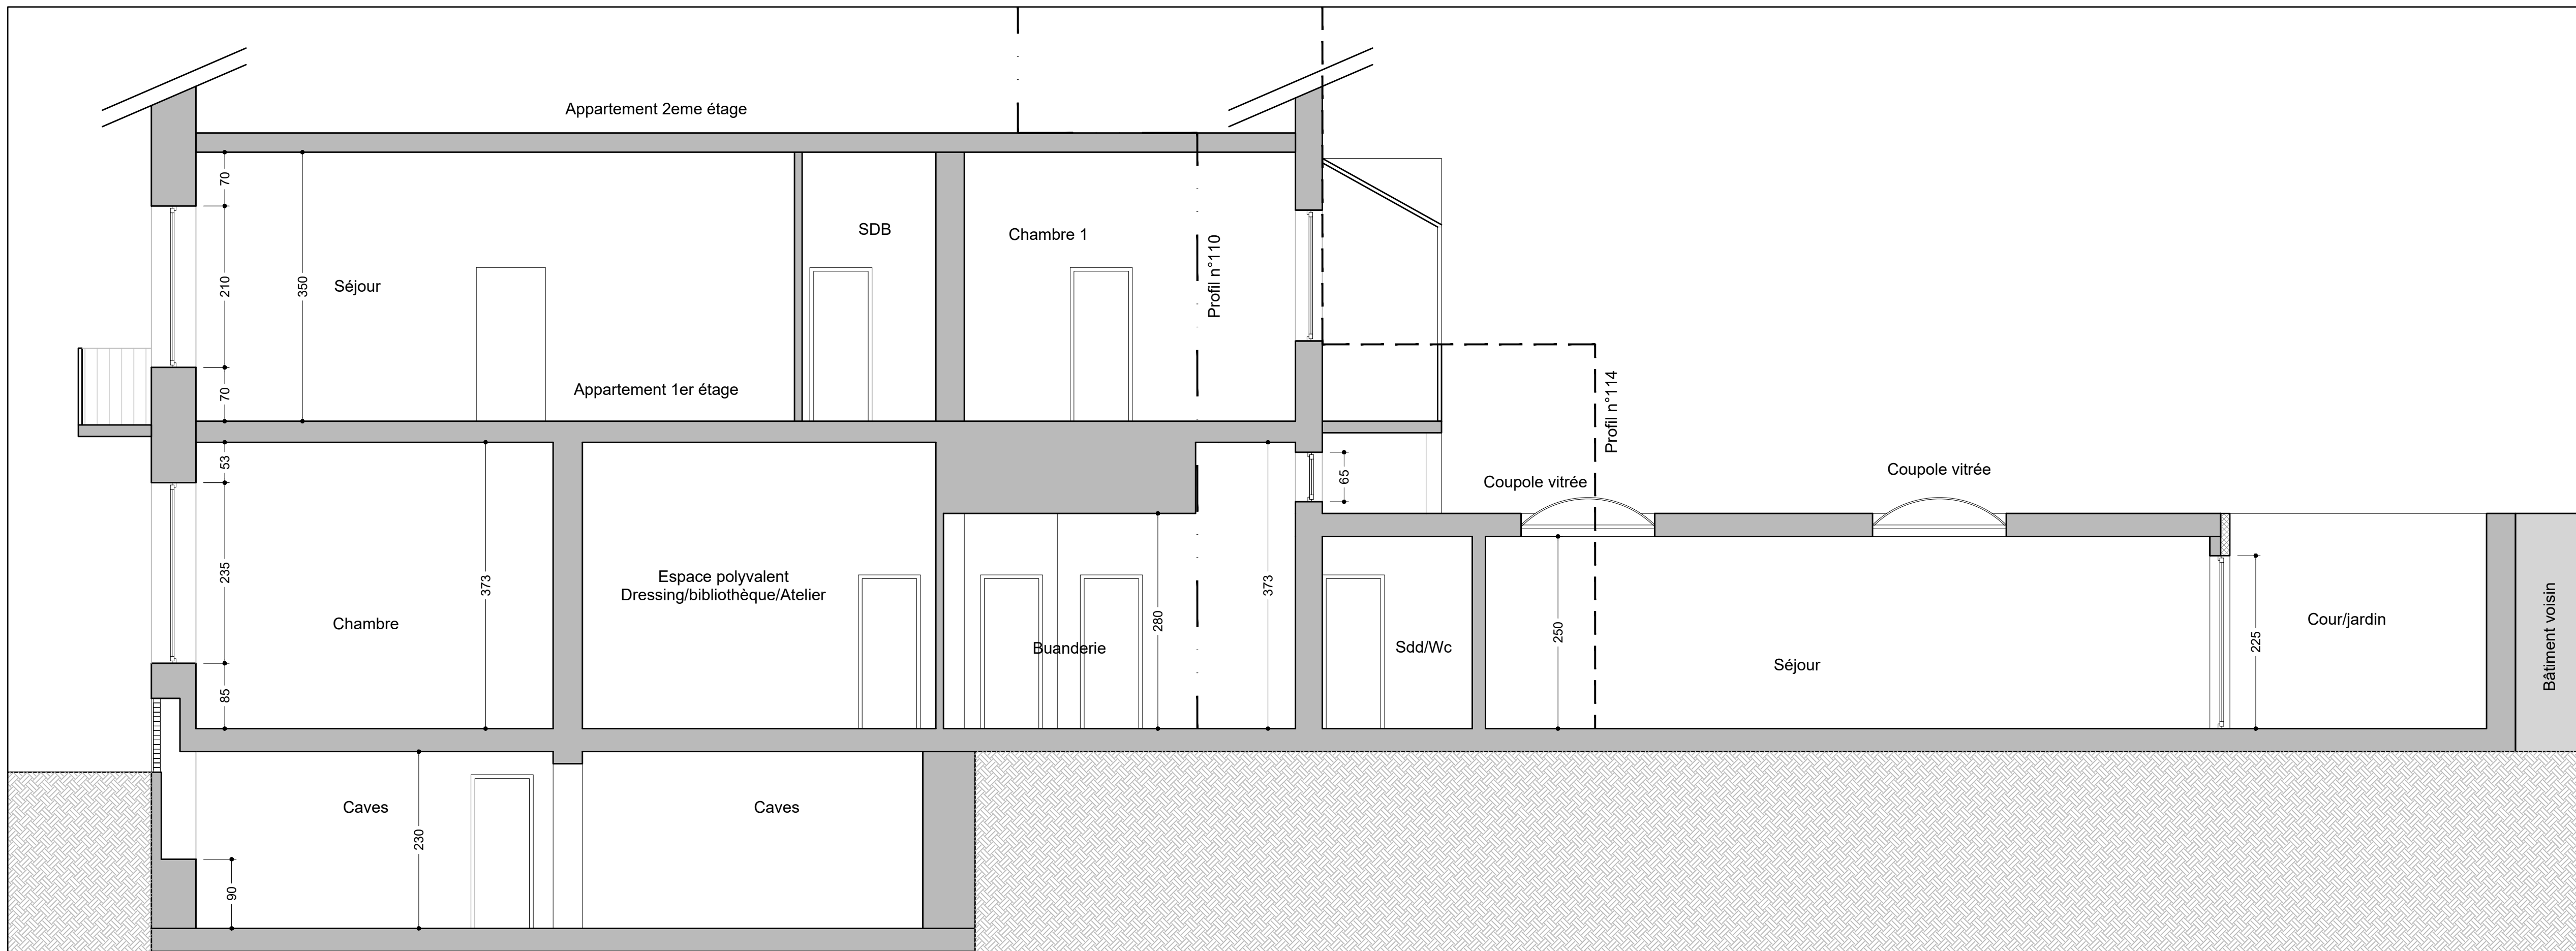 Appartement 2eme étage
70
210
70
350
Séjour
SDB
Chambre 1
Profil n°110
Appartement 1er étage
Profil n°114
53
235
85
373
Chambre
Espace polyvalent
Dressing/bibliothèque/Atelier
Buanderie
280
373
65
Coupole vitrée
Coupole vitrée
Sdd/Wc
250
Séjour
225
Cour/jardin
Bâtiment voisin
Caves
230
90
Caves